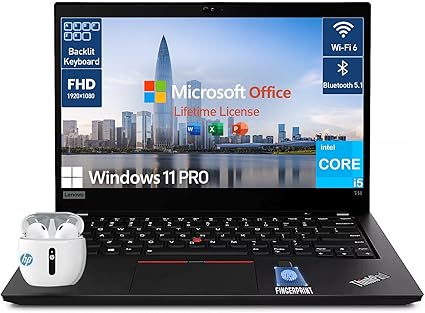 Backlit
Keyboard
FHD
1920×1080
Microsoft Office
Lifetime License
Wi-Fi 6
Bluetooth 5.1
intel
CORE
i5
Windows 11 PRO
Lenovo
hp
FINGERPRINT
ThinkPad